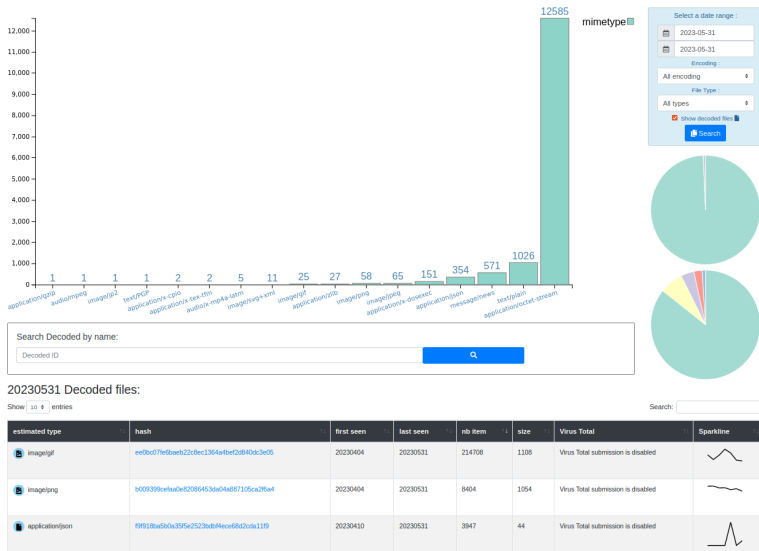 12585
mimetype
12,000
11,000
10,000
9,000
8,000
7,000
6,000
5,000
4,000
3,000
2,000
1,000
0
1 1 1 1 2 2 5 11 25 27 58 65 151 354 571 1026
application/gzip
audio/mpeg
image/jp2
text/PGP
application/x-cpio
application/x-tex-tfm
audio/x-mp4a-latm
image/svg+xml
image/gif
application/zlib
image/png
image/jpeg
application/x-dosexec
application/json
message/news
text/plain
application/octet-stream
Select a date range :
2023-05-31
2023-05-31
Encoding :
All encoding
File Type :
All types
Show decoded files
Search
Search Decoded by name:
Decoded ID
20230531 Decoded files:
Show 10 entries
Search:
estimated type hash first seen last seen nb item size Virus Total Sparkline
image/gif ee0bc07fe6baeb22c8ec1364a4bef2d840dc3e05 20230404 20230531 214708 1108 Virus Total submission is disabled
image/png b009399cefaa0e82086453da04a887105ca2f6a4 20230404 20230531 8404 1054 Virus Total submission is disabled
application/json f9f918ba5b0a35f5e2523bdbf4ece68d2cda11f9 20230410 20230531 3947 44 Virus Total submission is disabled